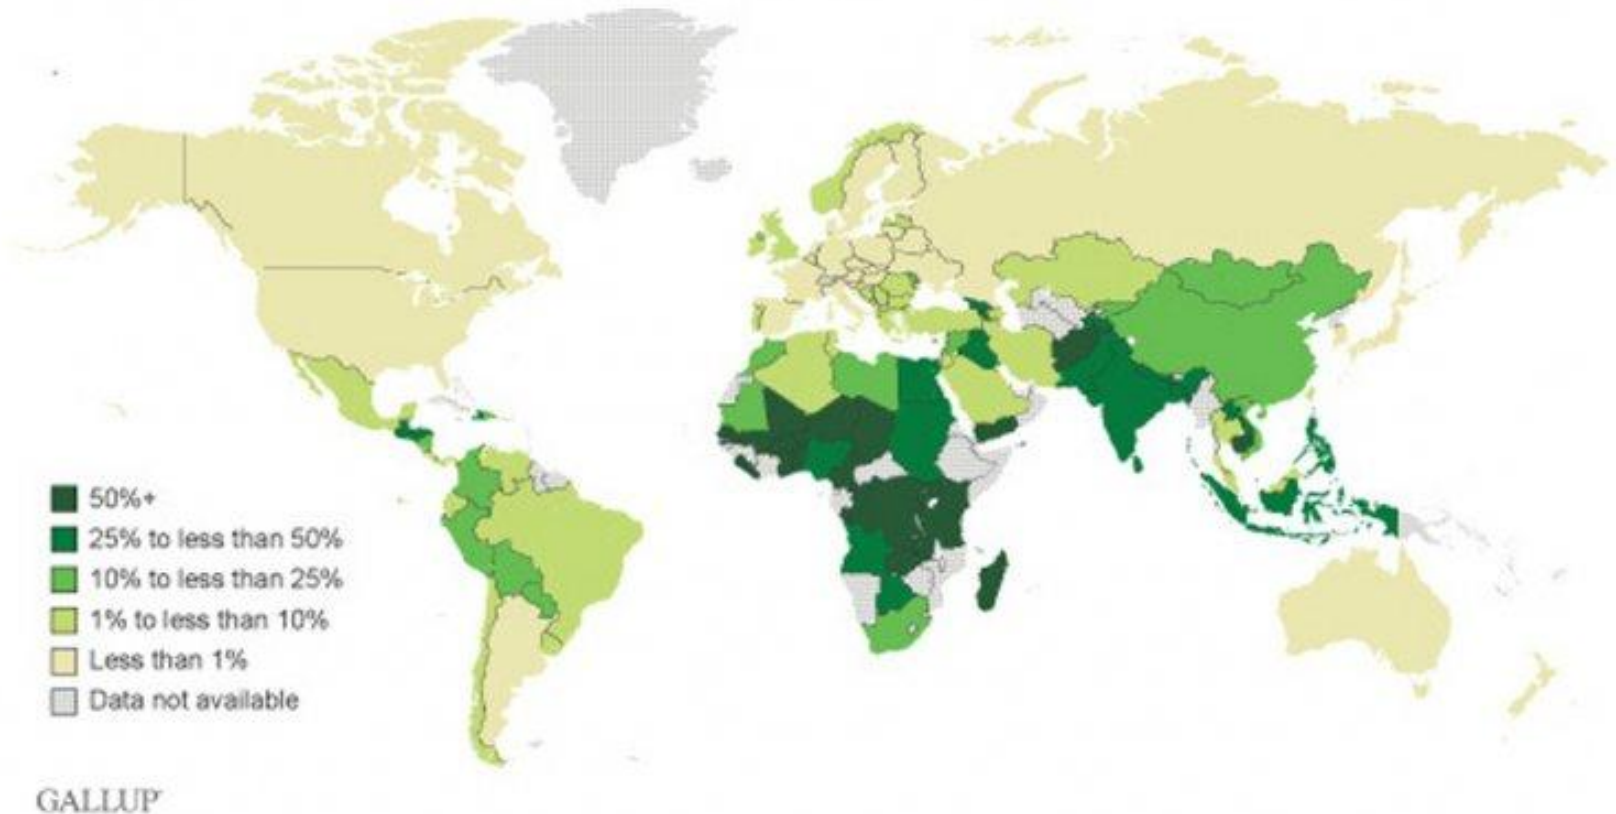 50%+
25% to less than 50%
10% to less than 25%
1% to less than 10%
Less than 1%
Data not available
GALLUP